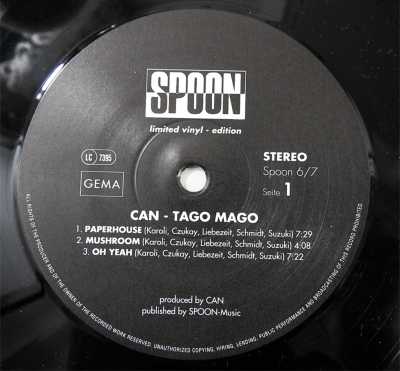 SPOON
limited vinyl - edition
LC 7395
GEMA
STEREO
Spoon 6/7
Seite 1
CAN - TAGO MAGO
1. PAPERHOUSE (Karoli, Czukay, Liebezeit, Schmidt, Suzuki) 7:29
2. MUSHROOM (Karoli, Czukay, Liebezeit, Schmidt, Suzuki) 4:08
3. OH YEAH (Karoli, Czukay, Liebezeit, Schmidt, Suzuki) 7:22
produced by CAN
published by SPOON-Music
ALL RIGHTS OF THE PRODUCER AND OF THE OWNER OF THE RECORDED WORK RESERVED. UNAUTHORIZED COPYING, HIRING, LENDING, PUBLIC PERFORMANCE AND BROADCASTING OF THIS RECORD PROHIBITED